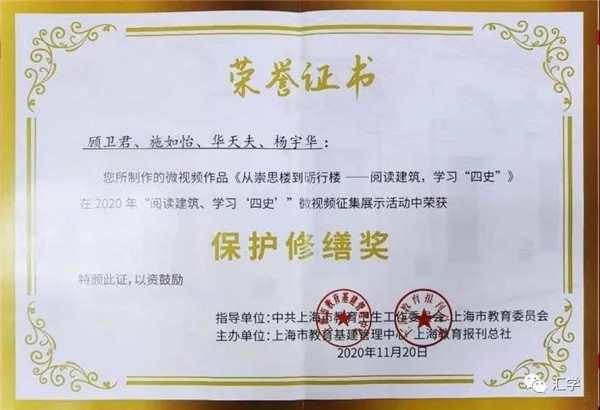 荣誉证书
顾卫君、施如怡、华天夫、杨宇华：
您所制作的微视频作品《从崇思楼到砺行楼 ——阅读建筑，学习“四史”》
在2020年“阅读建筑、学习‘四史’”微视频征集展示活动中荣获
保护修缮奖
特颁此证，以资鼓励
指导单位：中共上海市教育卫生工作委员会 上海市教育委员会
主办单位：上海市教育基建管理中心 上海教育报刊总社
2020年11月20日
汇学